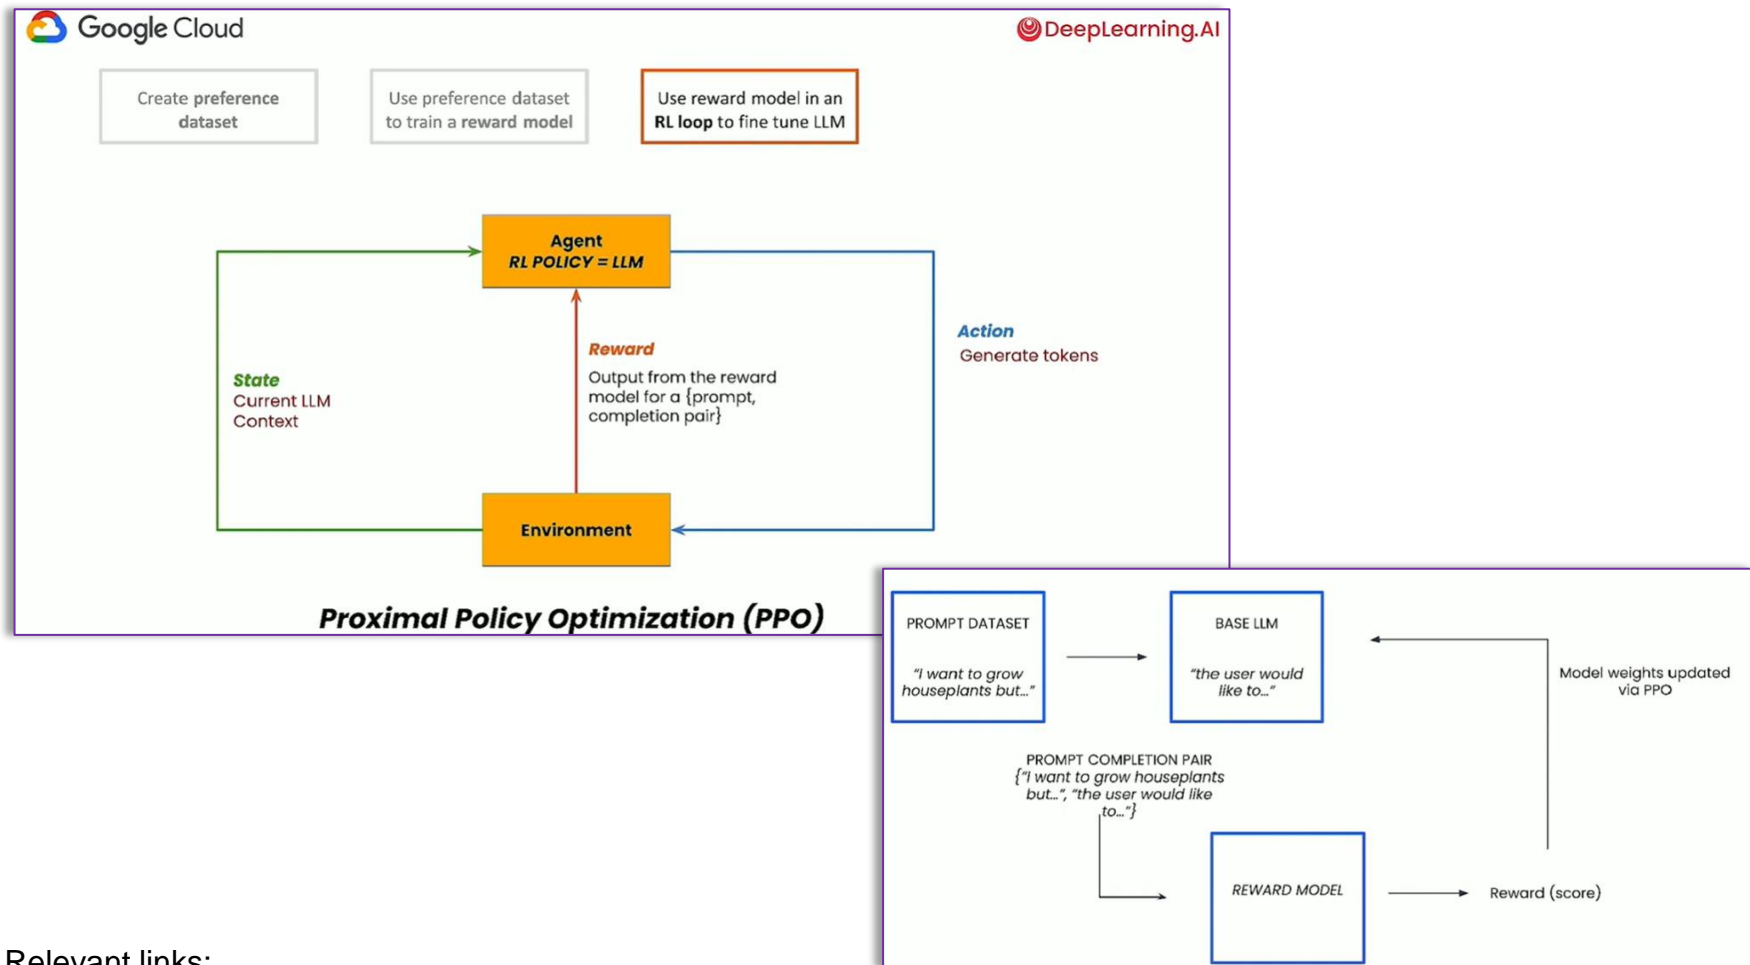 Google Cloud
DeepLearning.AI
Create preference
dataset
Use preference dataset
to train a reward model
Use reward model in an
RL loop to fine tune LLM
Agent
RL POLICY = LLM
Action
Generate tokens
Reward
Output from the reward
model for a {prompt,
completion pair}
State
Current LLM
Context
Environment
Proximal Policy Optimization (PPO)
PROMPT DATASET
"I want to grow
houseplants but..."
BASE LLM
"the user would
like to..."
Model weights updated
via PPO
PROMPT COMPLETION PAIR
{"I want to grow houseplants
but...", "the user would like
to..."}
REWARD MODEL
Reward (score)
Relevant links: